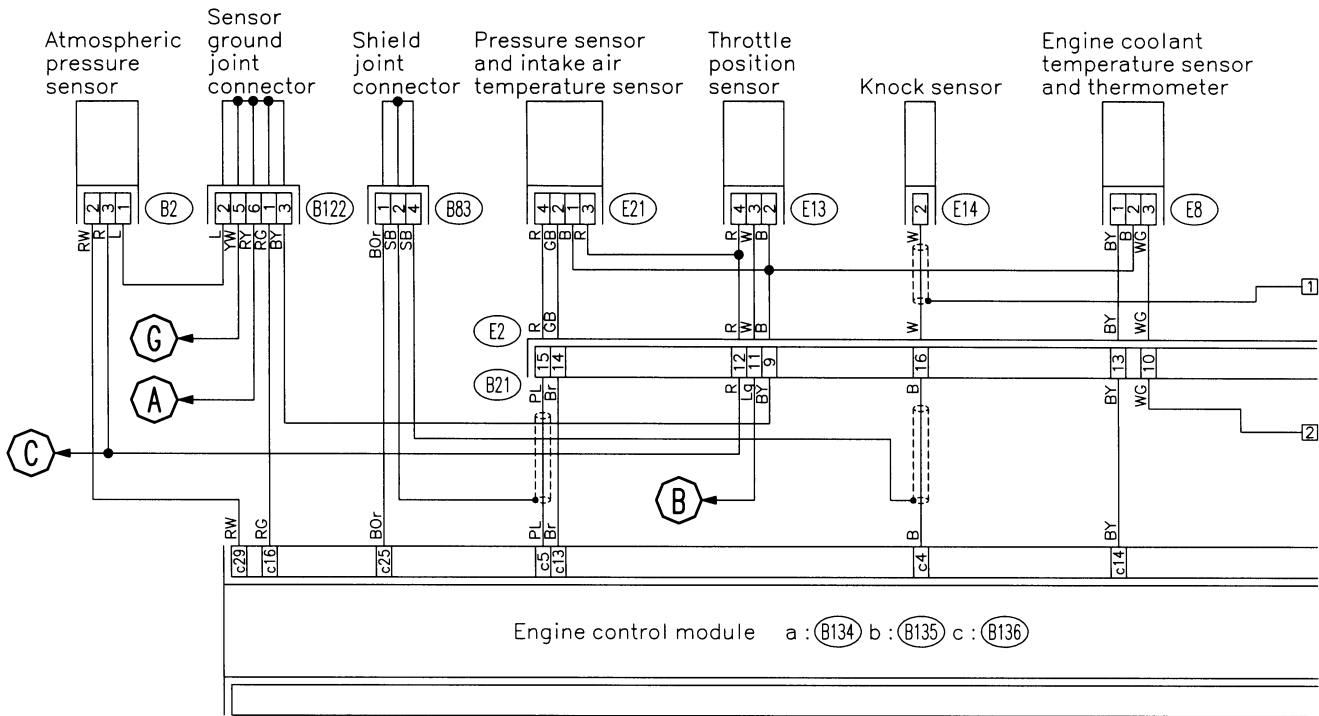 Atmospheric
pressure
sensor
Sensor
ground
joint
connector
Shield
joint
connector
Pressure sensor
and intake air
temperature sensor
Throttle
position
sensor
Knock sensor
Engine coolant
temperature sensor
and thermometer
2 3 1 B2
2 5 6 1 3 B122
1 2 4 B83
4 2 1 3 E21
4 3 2 E13
2 E14
1 2 3 E8
RW R L
L YW RY RG BY
BOr SB SB
R GB B R
R W B
W
BY B WG
1
G
E2
R GB
R W B
W
BY WG
15 14
12 11 9
16
13 10
B21
PL Br
R Lg BY
B
BY WG
A
2
C
B
RW RG
BOr
PL Br
B
BY
c29 c16
c25
c5 c13
c4
c14
Engine control module a : B134 b : B135 c : B136